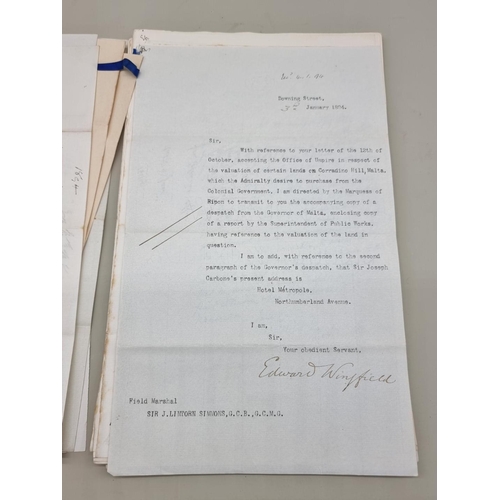 Downing Street,
January 1894.
Sir,
With reference to your letter of the 18th of
October, accepting the Office of Umpire in respect of
the valuation of certain lands on Corradino Hill, Malta,
which the Admiralty desire to purchase from the
Colonial Government, I am directed by the Marquess of
Ripon to transmit to you the accompanying copy of a
despatch from the Governor of Malta, enclosing copy
of a report by the Superintendent of Public Works,
having reference to the valuation of the land in
question.
I am to add, with reference to the second
paragraph of the Governor's despatch, that Sir Joseph
Carbone's present address is
Hotel Métropole,
Northumberland Avenue.
I am,
Sir,
Your obedient Servant,
Edward Wingfield
Field Marshal
SIR J. LINTORN SIMMONS, G.C.B., G.C.M.G.